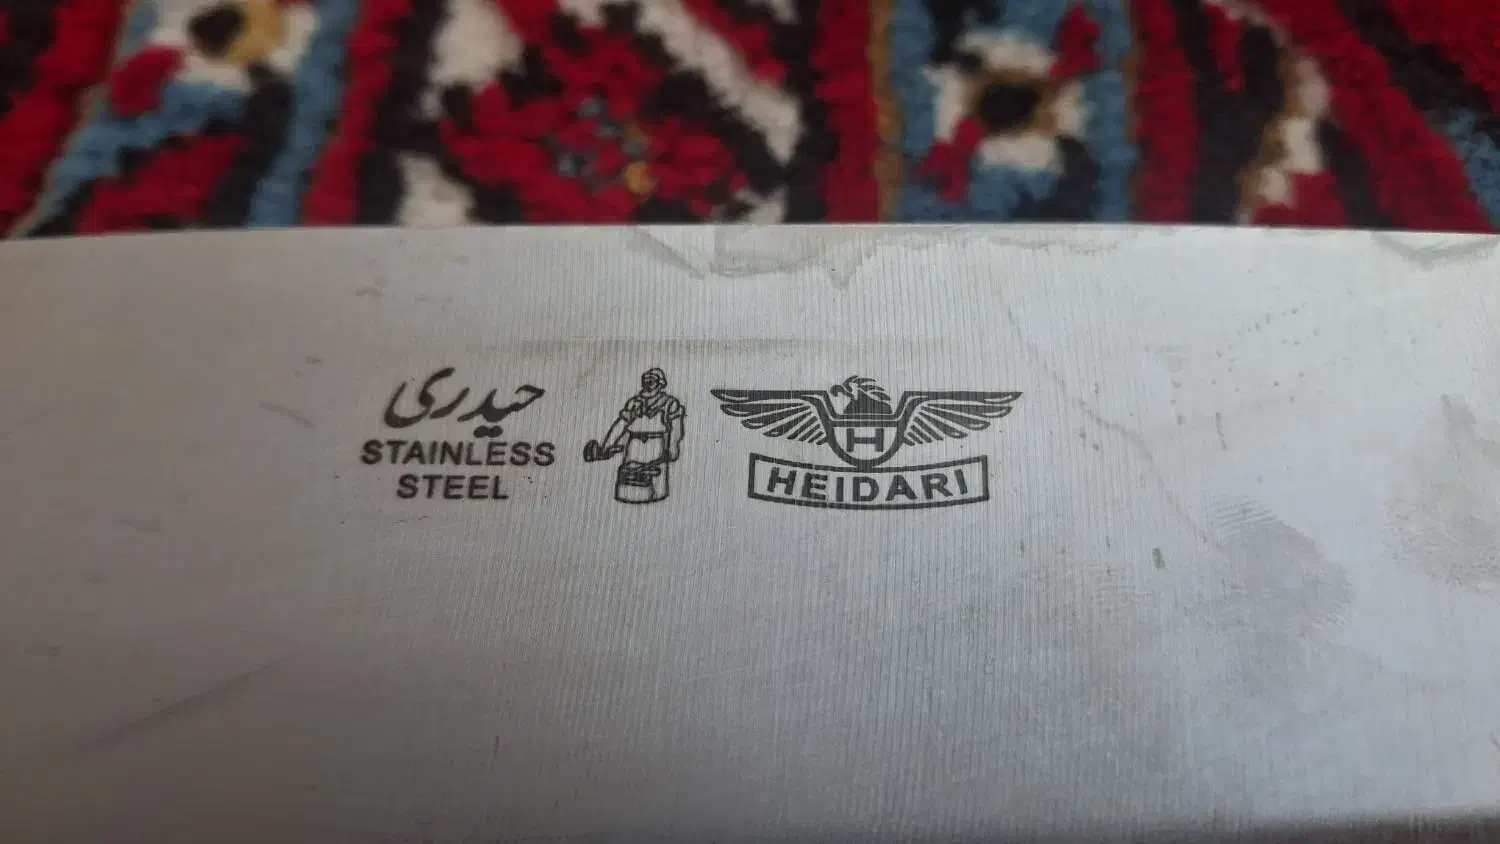 حیدری
STAINLESS
STEEL
H
HEIDARI